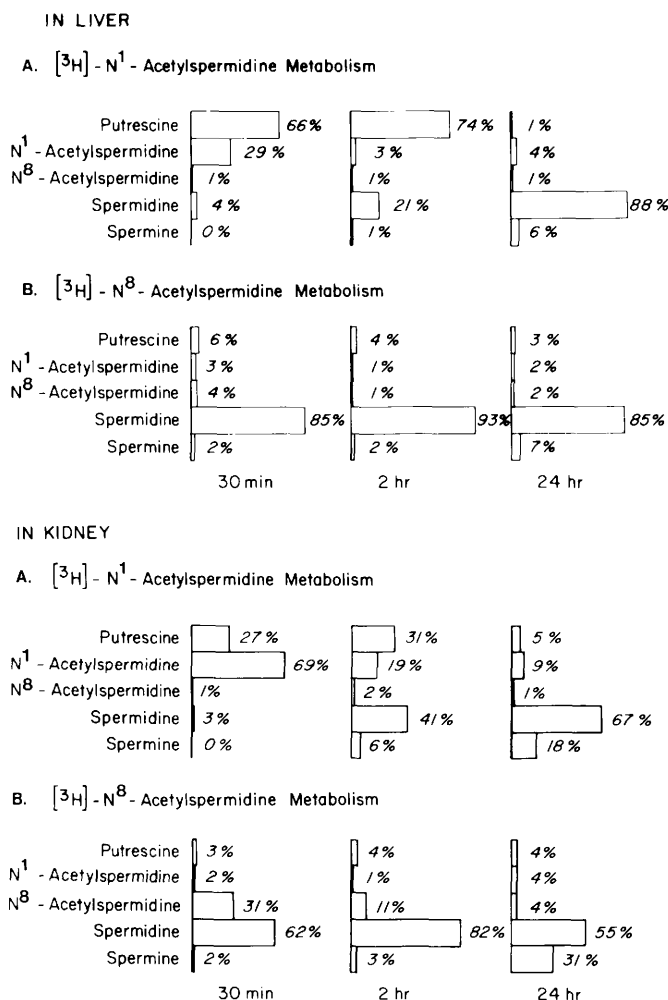 IN LIVER
A. [³H] - N¹ - Acetylspermidine Metabolism
Putrescine 66% 74% 1%
N¹ - Acetylspermidine 29% 3% 4%
N⁸ - Acetylspermidine 1% 1% 1%
Spermidine 4% 21% 88%
Spermine 0% 1% 6%
B. [³H] - N⁸ - Acetylspermidine Metabolism
Putrescine 6% 4% 3%
N¹ - Acetylspermidine 3% 1% 2%
N⁸ - Acetylspermidine 4% 1% 2%
Spermidine 85% 93% 85%
Spermine 2% 2% 7%
30 min 2 hr 24 hr
IN KIDNEY
A. [³H] - N¹ - Acetylspermidine Metabolism
Putrescine 27% 31% 5%
N¹ - Acetylspermidine 69% 19% 9%
N⁸ - Acetylspermidine 1% 2% 1%
Spermidine 3% 41% 67%
Spermine 0% 6% 18%
B. [³H] - N⁸ - Acetylspermidine Metabolism
Putrescine 3% 4% 4%
N¹ - Acetylspermidine 2% 1% 4%
N⁸ - Acetylspermidine 31% 11% 4%
Spermidine 62% 82% 55%
Spermine 2% 3% 31%
30 min 2 hr 24 hr